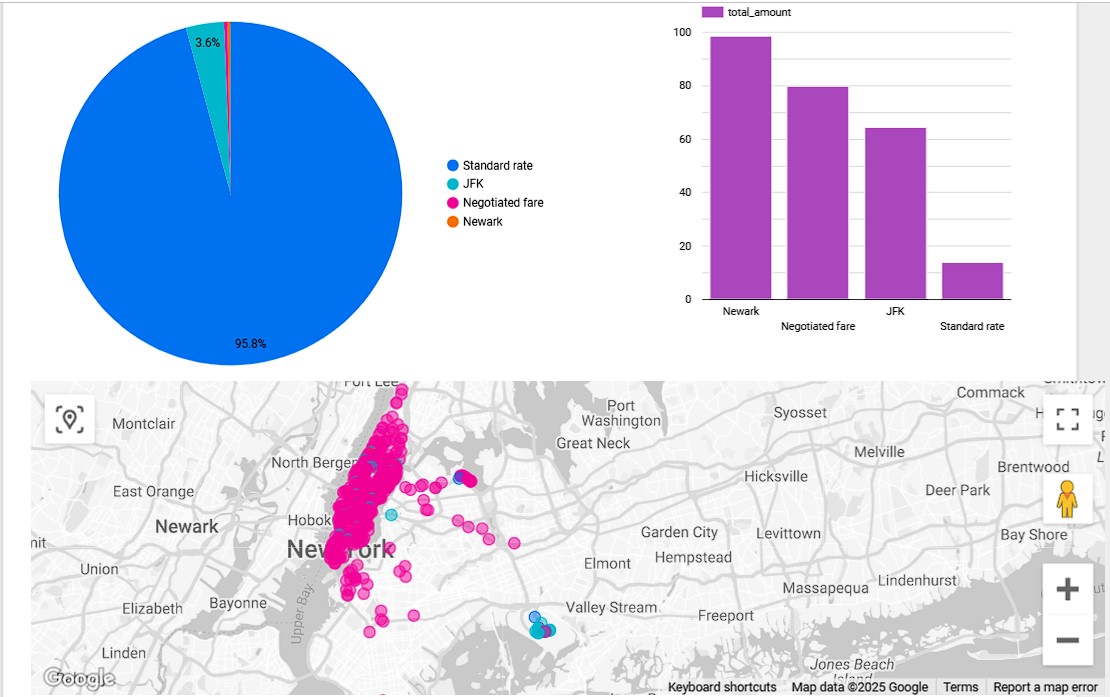 3.6%
95.8%
Standard rate
JFK
Negotiated fare
Newark
total_amount
100
80
60
40
20
0
Newark
Negotiated fare
JFK
Standard rate
Fort Lee
Commack
Port
Washington
Syosset
Montclair
Great Neck
Melville
North Bergen
Brentwood
Hicksville
East Orange
Deer Park
Newark
Hobok
Garden City
Levittown
Bay Shore
New York
Hempstead
Elmont
Union
Massapequa
Lindenhurst
Elizabeth
Bayonne
Valley Stream
Freeport
Upper Bay
Linden
Jones Beach
Island
Google
Keyboard shortcuts
Map data ©2025 Google
Terms
Report a map error